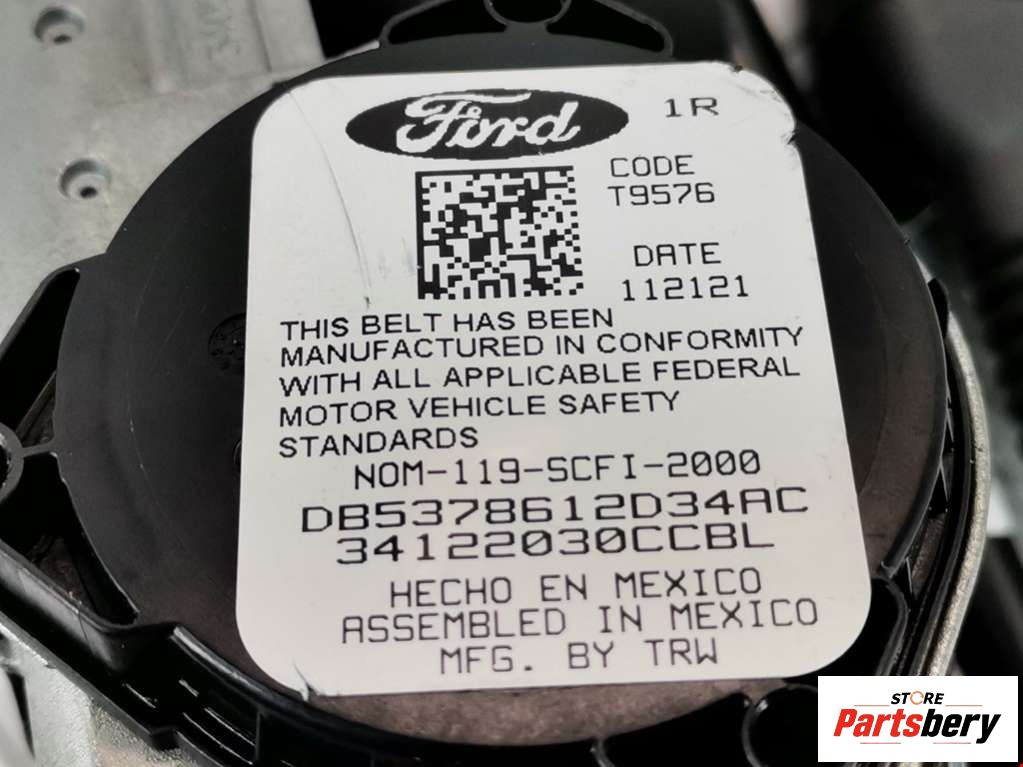 Ford
1R
CODE
T9576
DATE
112121
THIS BELT HAS BEEN
MANUFACTURED IN CONFORMITY
WITH ALL APPLICABLE FEDERAL
MOTOR VEHICLE SAFETY
STANDARDS
NOM-119-SCFI-2000
DB5378612D34AC
34122030CCBL
HECHO EN MEXICO
ASSEMBLED IN MEXICO
MFG. BY TRW
STORE
Partsbery